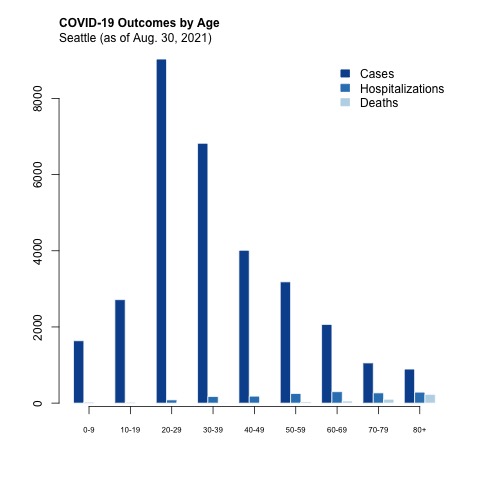 COVID-19 Outcomes by Age
Seattle (as of Aug. 30, 2021)
Cases
Hospitalizations
Deaths
8000
6000
4000
2000
0
0-9 10-19 20-29 30-39 40-49 50-59 60-69 70-79 80+